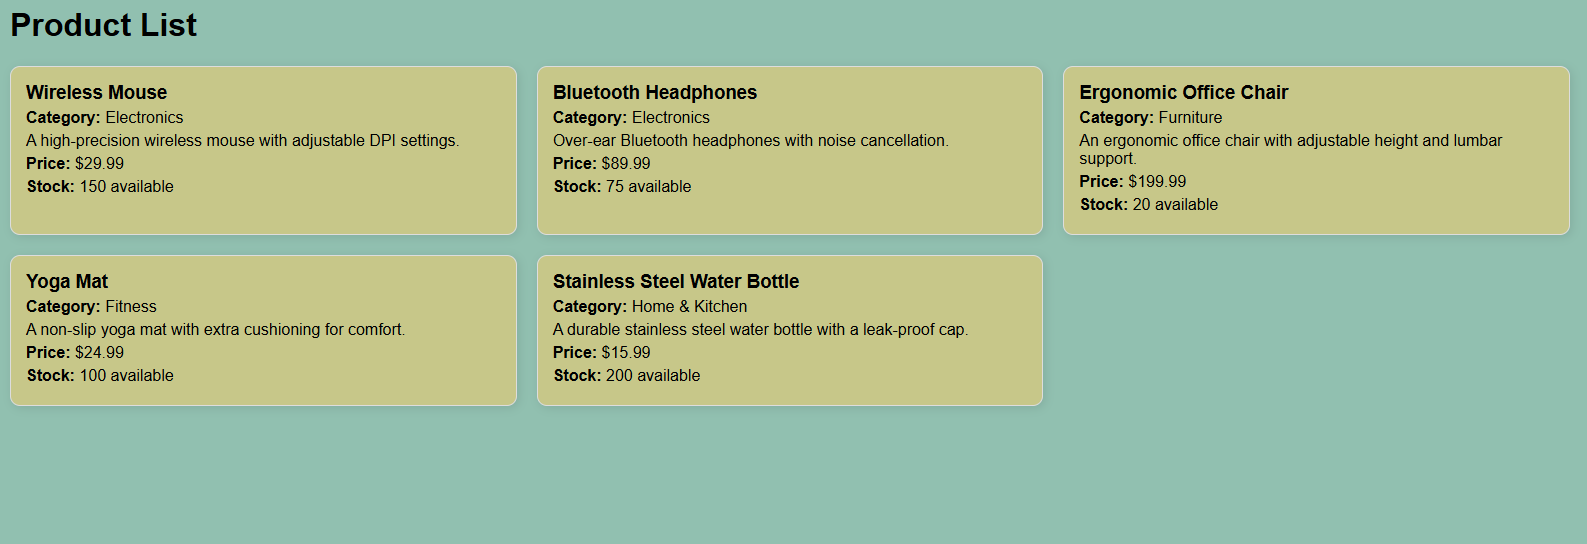 Product List
Wireless Mouse
Category: Electronics
A high-precision wireless mouse with adjustable DPI settings.
Price: $29.99
Stock: 150 available
Bluetooth Headphones
Category: Electronics
Over-ear Bluetooth headphones with noise cancellation.
Price: $89.99
Stock: 75 available
Ergonomic Office Chair
Category: Furniture
An ergonomic office chair with adjustable height and lumbar
support.
Price: $199.99
Stock: 20 available
Yoga Mat
Category: Fitness
A non-slip yoga mat with extra cushioning for comfort.
Price: $24.99
Stock: 100 available
Stainless Steel Water Bottle
Category: Home & Kitchen
A durable stainless steel water bottle with a leak-proof cap.
Price: $15.99
Stock: 200 available